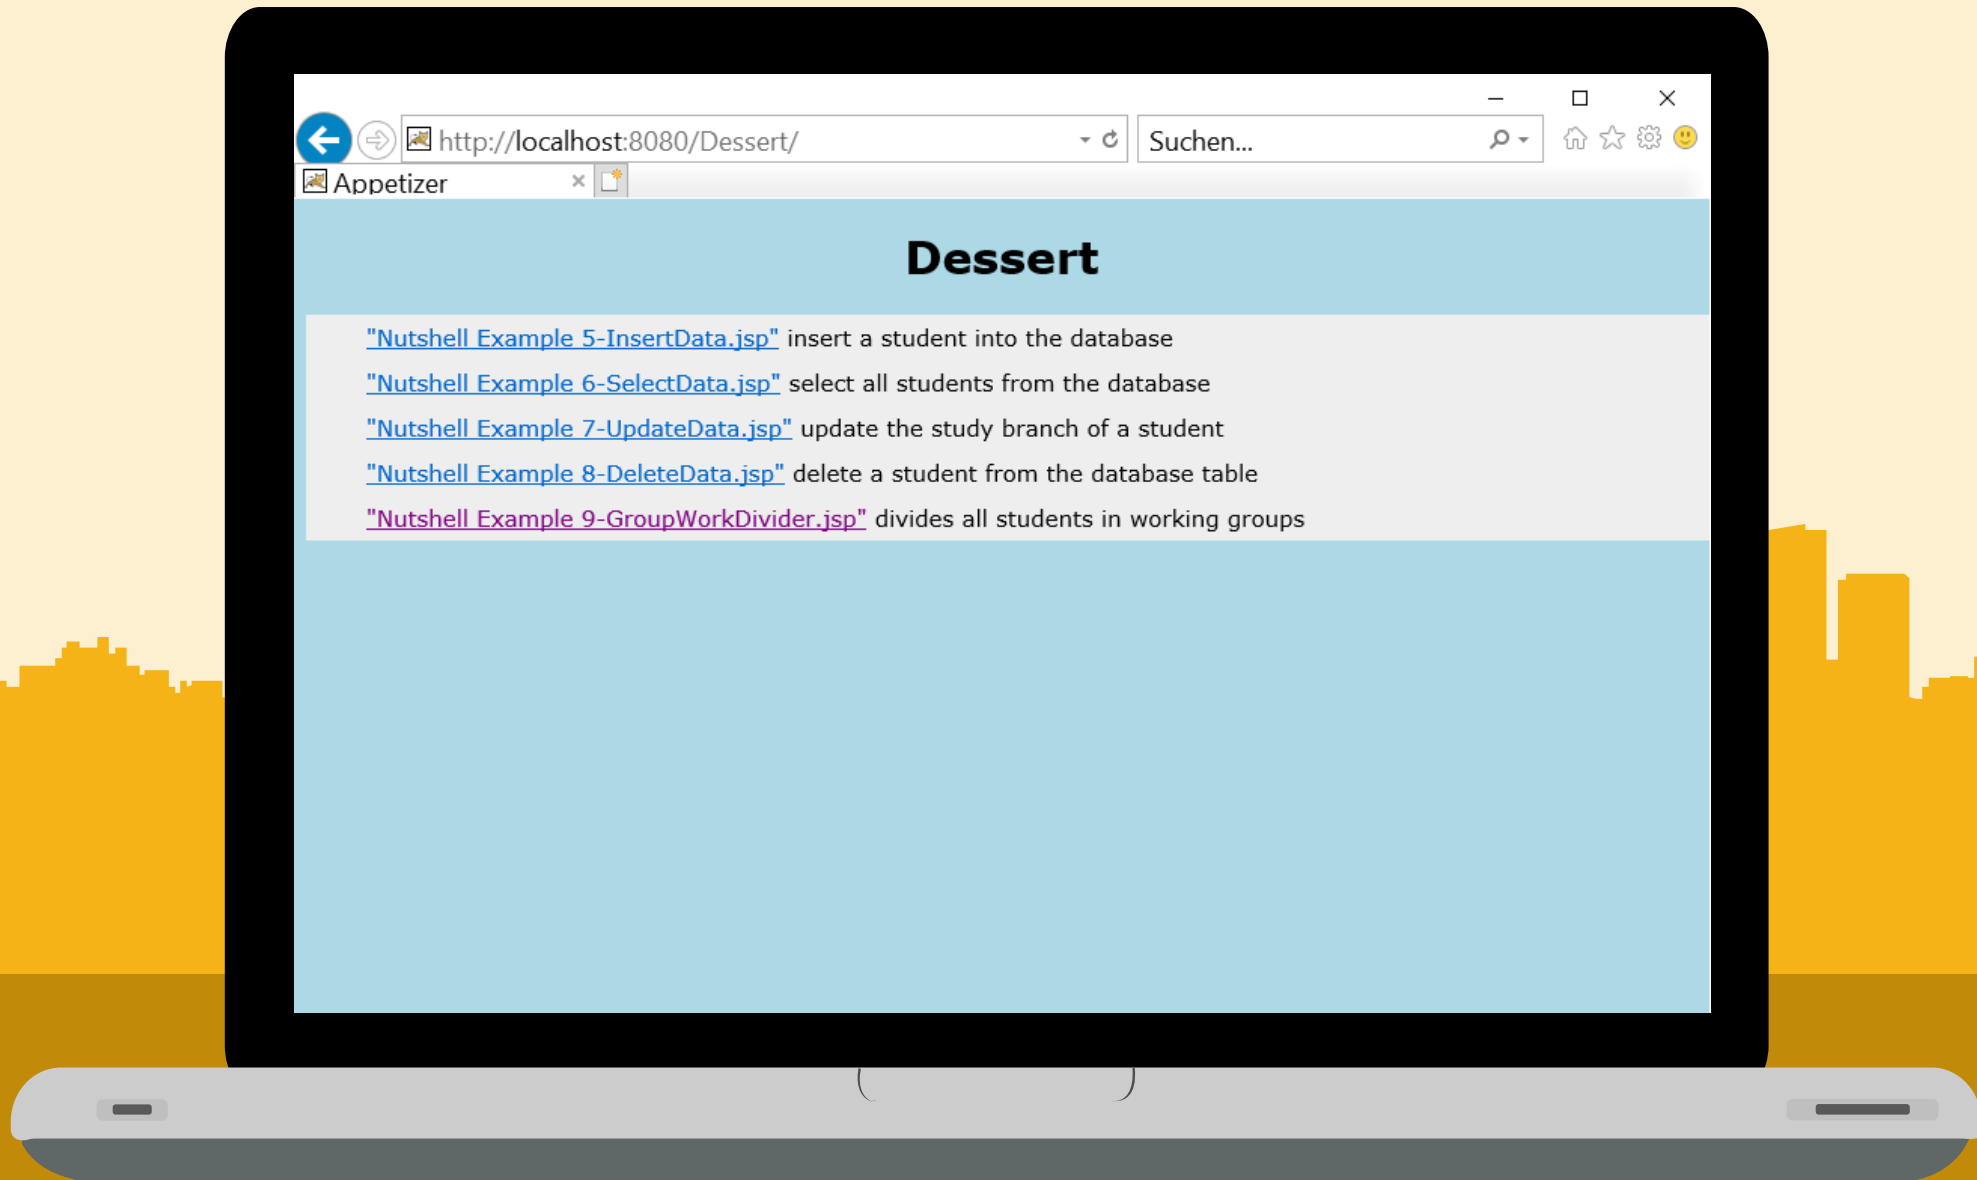 http://localhost:8080/Dessert/
Suchen...
Appetizer
Dessert
"Nutshell Example 5-InsertData.jsp" insert a student into the database
"Nutshell Example 6-SelectData.jsp" select all students from the database
"Nutshell Example 7-UpdateData.jsp" update the study branch of a student
"Nutshell Example 8-DeleteData.jsp" delete a student from the database table
"Nutshell Example 9-GroupWorkDivider.jsp" divides all students in working groups